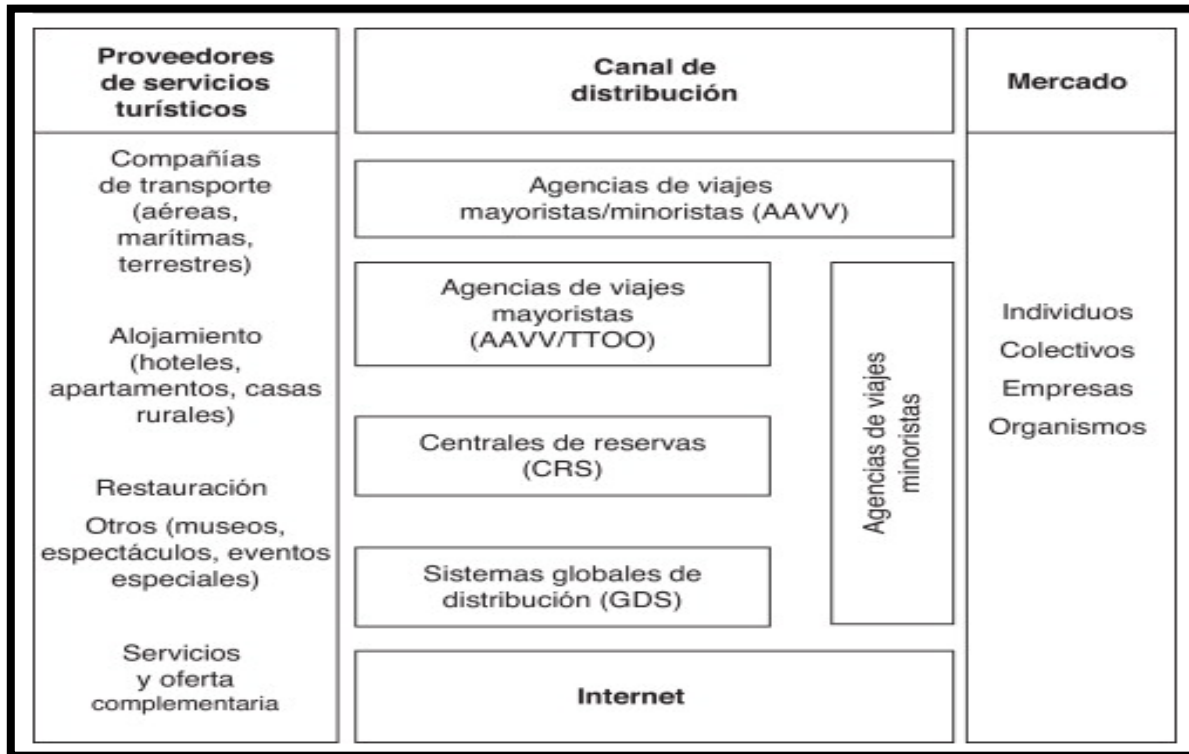 Proveedores
de servicios
turísticos
Compañías
de transporte
(aéreas,
marítimas,
terrestres)
Alojamiento
(hoteles,
apartamentos, casas
rurales)
Restauración
Otros (museos,
espectáculos, eventos
especiales)
Servicios
y oferta
complementaria
Canal de
distribución
Agencias de viajes
mayoristas/minoristas (AAVV)
Agencias de viajes
mayoristas
(AAVV/TTOO)
Centrales de reservas
(CRS)
Sistemas globales de
distribución (GDS)
Agencias de viajes
minoristas
Internet
Mercado
Individuos
Colectivos
Empresas
Organismos